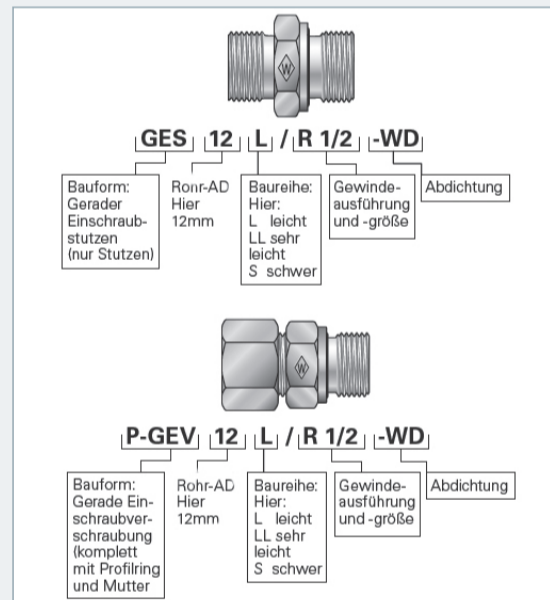 W
GES 12 L / R 1/2 -WD
Bauform:
Gerader
Einschraub-
stutzen
(nur Stutzen)
Rohr-AD
Hier
12mm
Baureihe:
Hier:
L leicht
LL sehr
leicht
S schwer
Gewinde-
ausführung
und -größe
Abdichtung
W
P-GEV 12 L / R 1/2 -WD
Bauform:
Gerade Ein-
schraubver-
schraubung
(komplett
mit Profilring
und Mutter
Rohr-AD
Hier
12mm
Baureihe:
Hier:
L leicht
LL sehr
leicht
S schwer
Gewinde-
ausführung
und -größe
Abdichtung